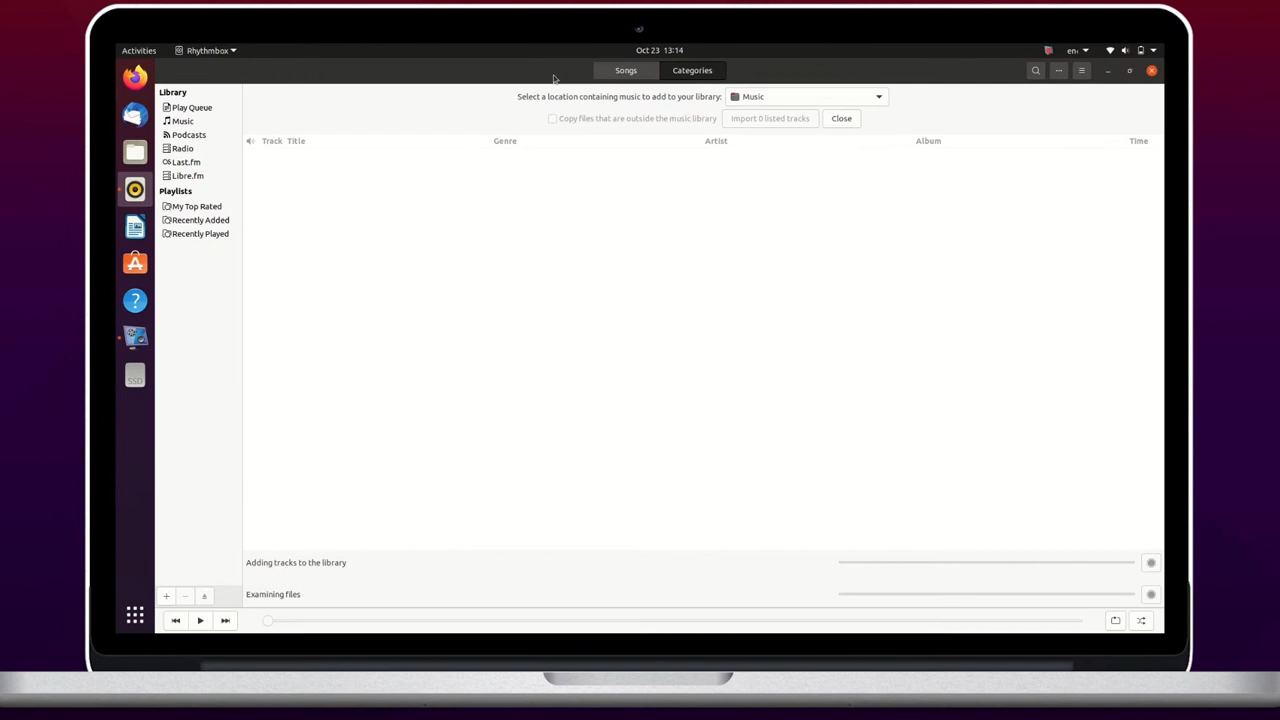 Activities
Rhythmbox
Oct 23 13:14
en
Songs
Categories
Library
Play Queue
Music
Podcasts
Radio
Last.fm
Libre.fm
Playlists
My Top Rated
Recently Added
Recently Played
Select a location containing music to add to your library: Music
Copy files that are outside the music library Import 0 listed tracks Close
Track Title Genre Artist Album Time
SSD
Adding tracks to the library
Examining files